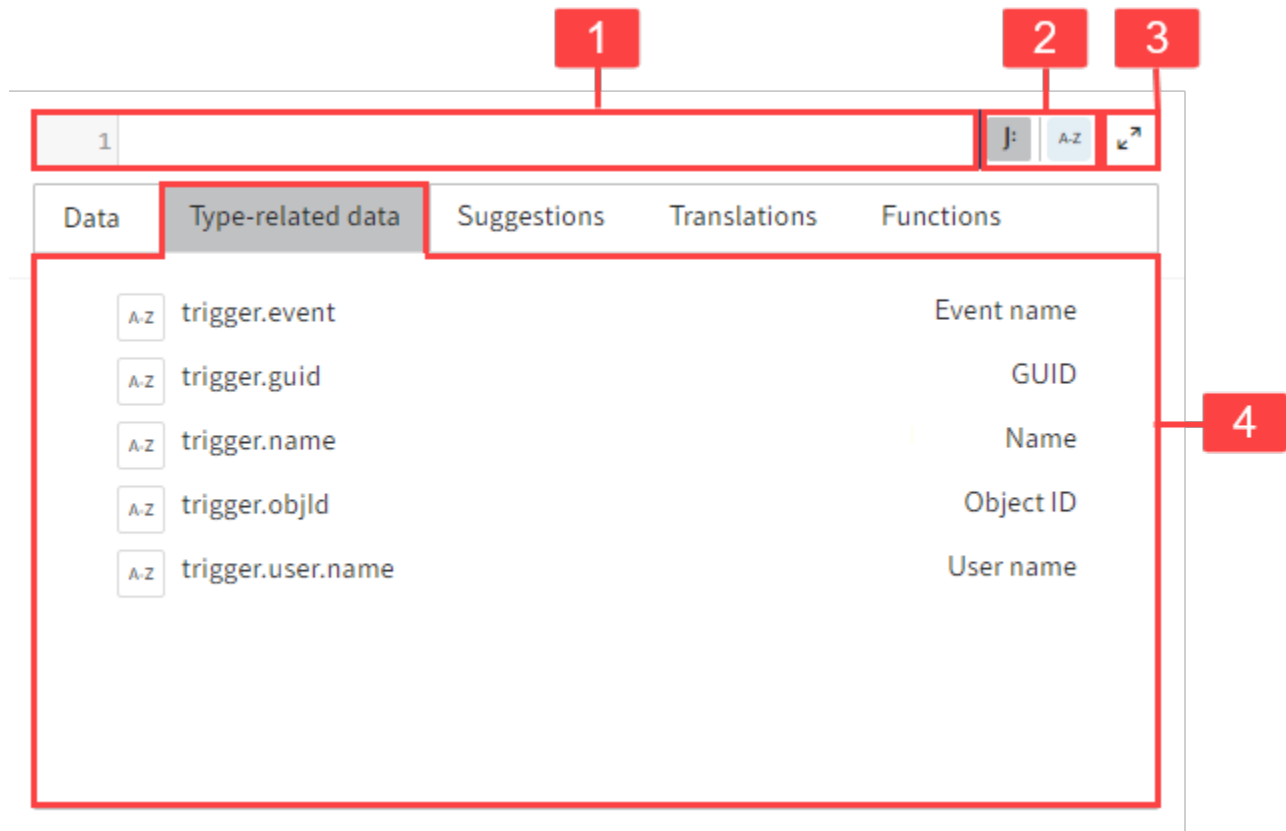 1 2 3
1 J: A-Z
Data Type-related data Suggestions Translations Functions
A-Z trigger.event Event name
A-Z trigger.guid GUID
A-Z trigger.name Name
4
A-Z trigger.objId Object ID
A-Z trigger.user.name User name